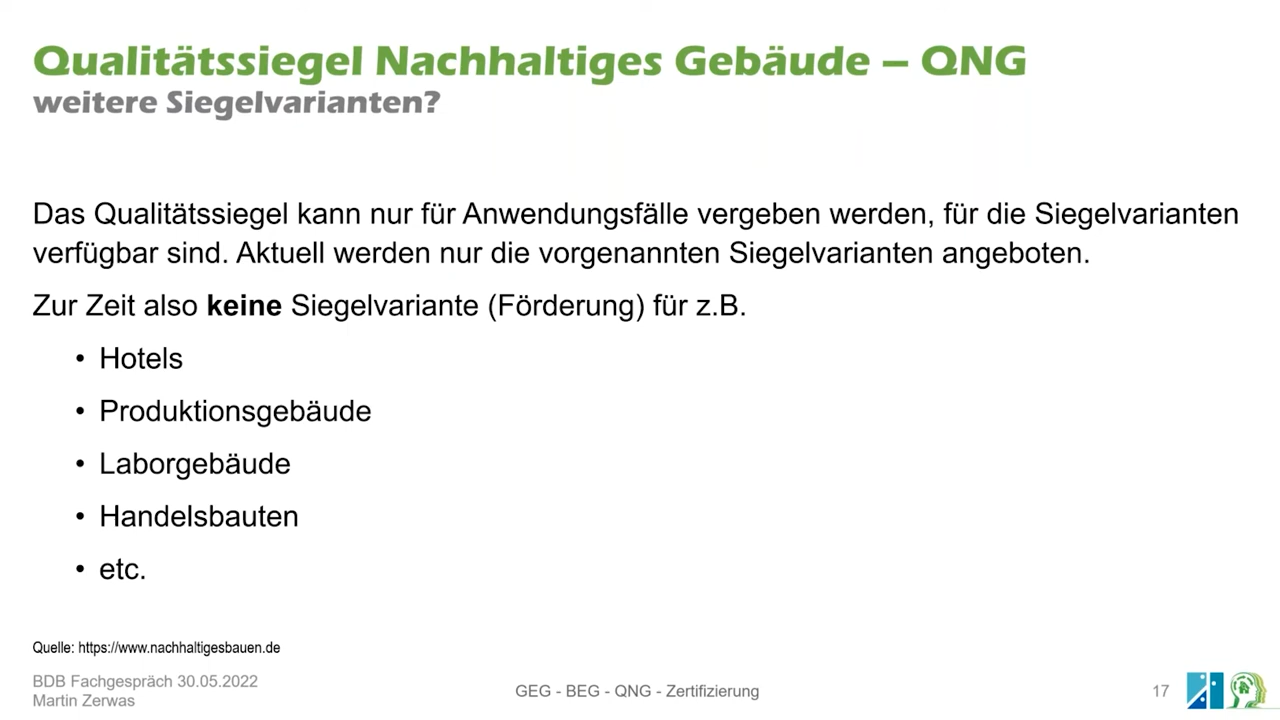 Qualitätssiegel Nachhaltiges Gebäude – QNG
weitere Siegelvarianten?
Das Qualitätssiegel kann nur für Anwendungsfälle vergeben werden, für die Siegelvarianten
verfügbar sind. Aktuell werden nur die vorgenannten Siegelvarianten angeboten.
Zur Zeit also keine Siegelvariante (Förderung) für z.B.
• Hotels
• Produktionsgebäude
• Laborgebäude
• Handelsbauten
• etc.
Quelle: https://www.nachhaltigesbauen.de
BDB Fachgespräch 30.05.2022
Martin Zerwas
GEG - BEG - QNG - Zertifizierung
17